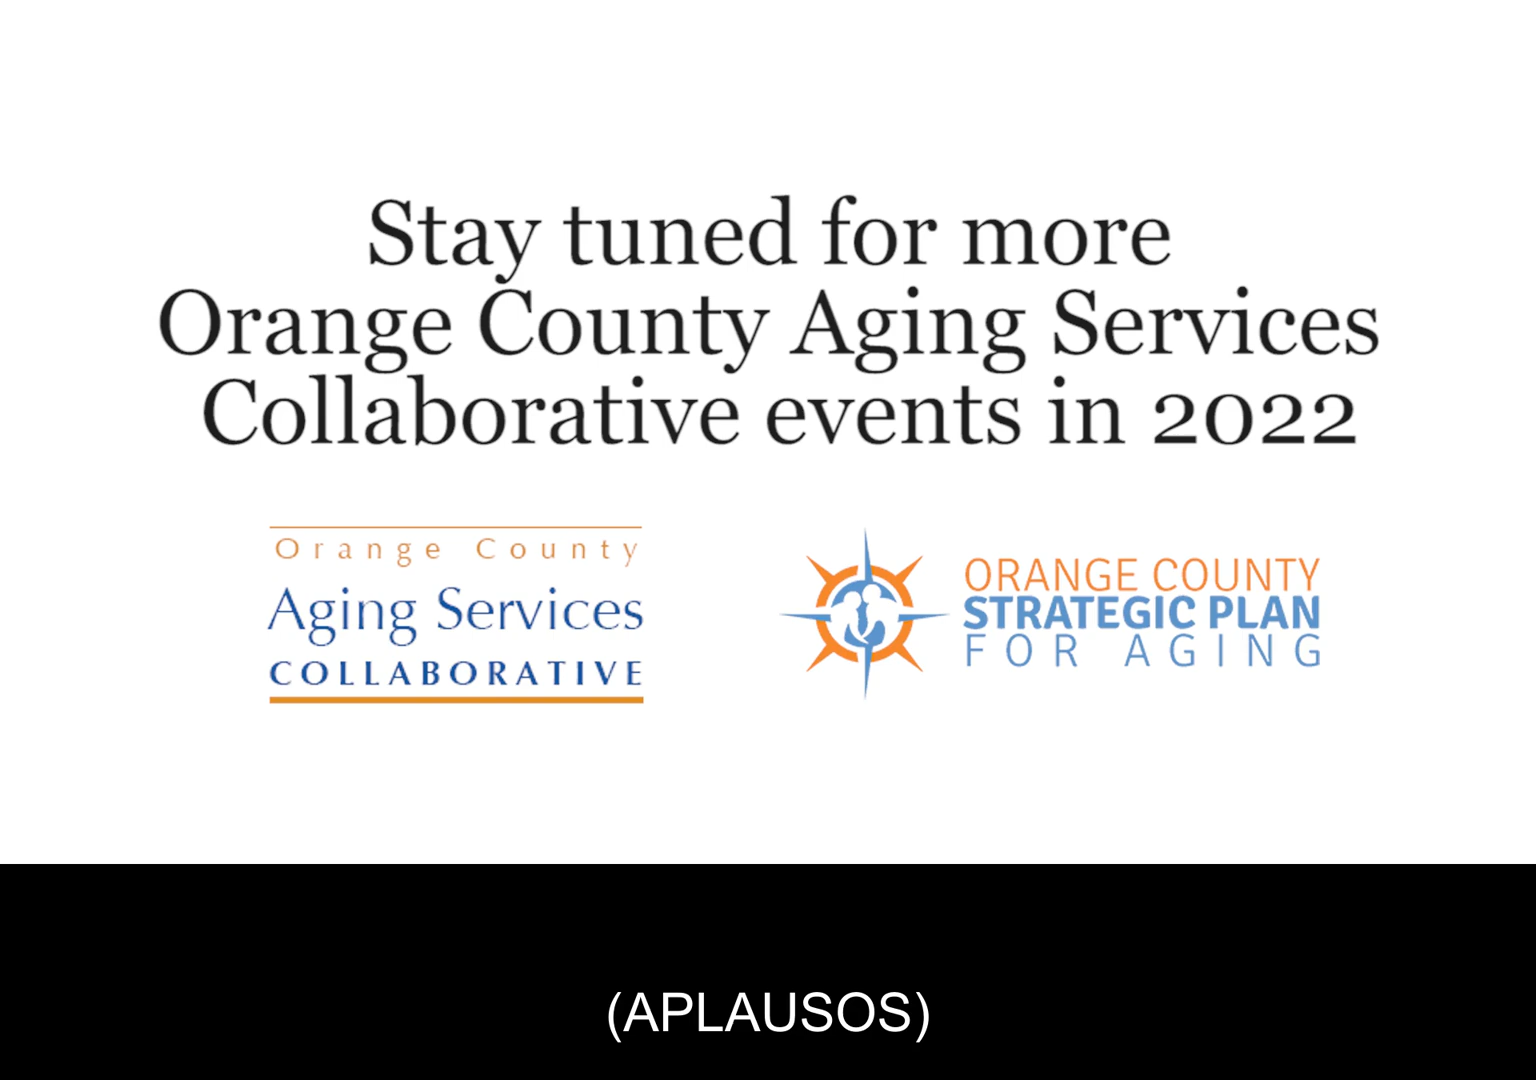 Stay tuned for more
Orange County Aging Services
Collaborative events in 2022
Orange County
Aging Services
COLLABORATIVE
ORANGE COUNTY
STRATEGIC PLAN
FOR AGING
(APLAUSOS)